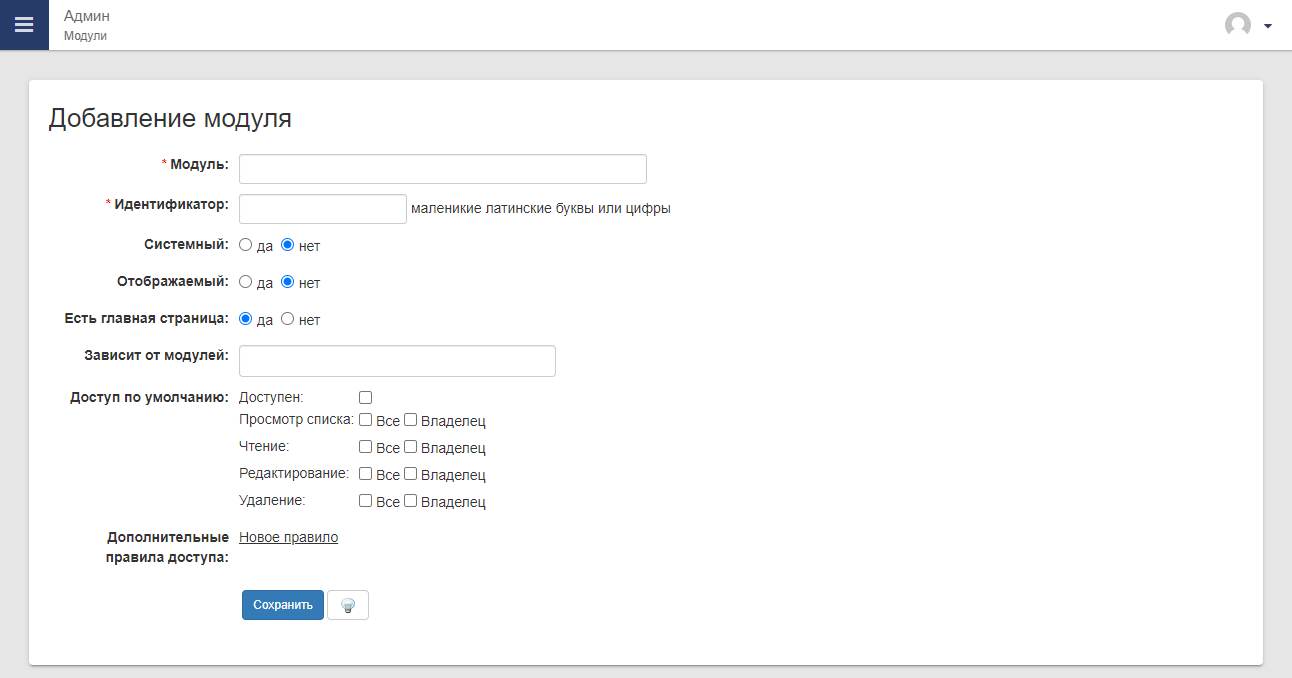 Админ
Модули
Добавление модуля
* Модуль:
* Идентификатор: маленикие латинские буквы или цифры
Системный: да нет
Отображаемый: да нет
Есть главная страница: да нет
Зависит от модулей:
Доступ по умолчанию: Доступен:
Просмотр списка: Все Владелец
Чтение: Все Владелец
Редактирование: Все Владелец
Удаление: Все Владелец
Дополнительные Новое правило
правила доступа:
Сохранить